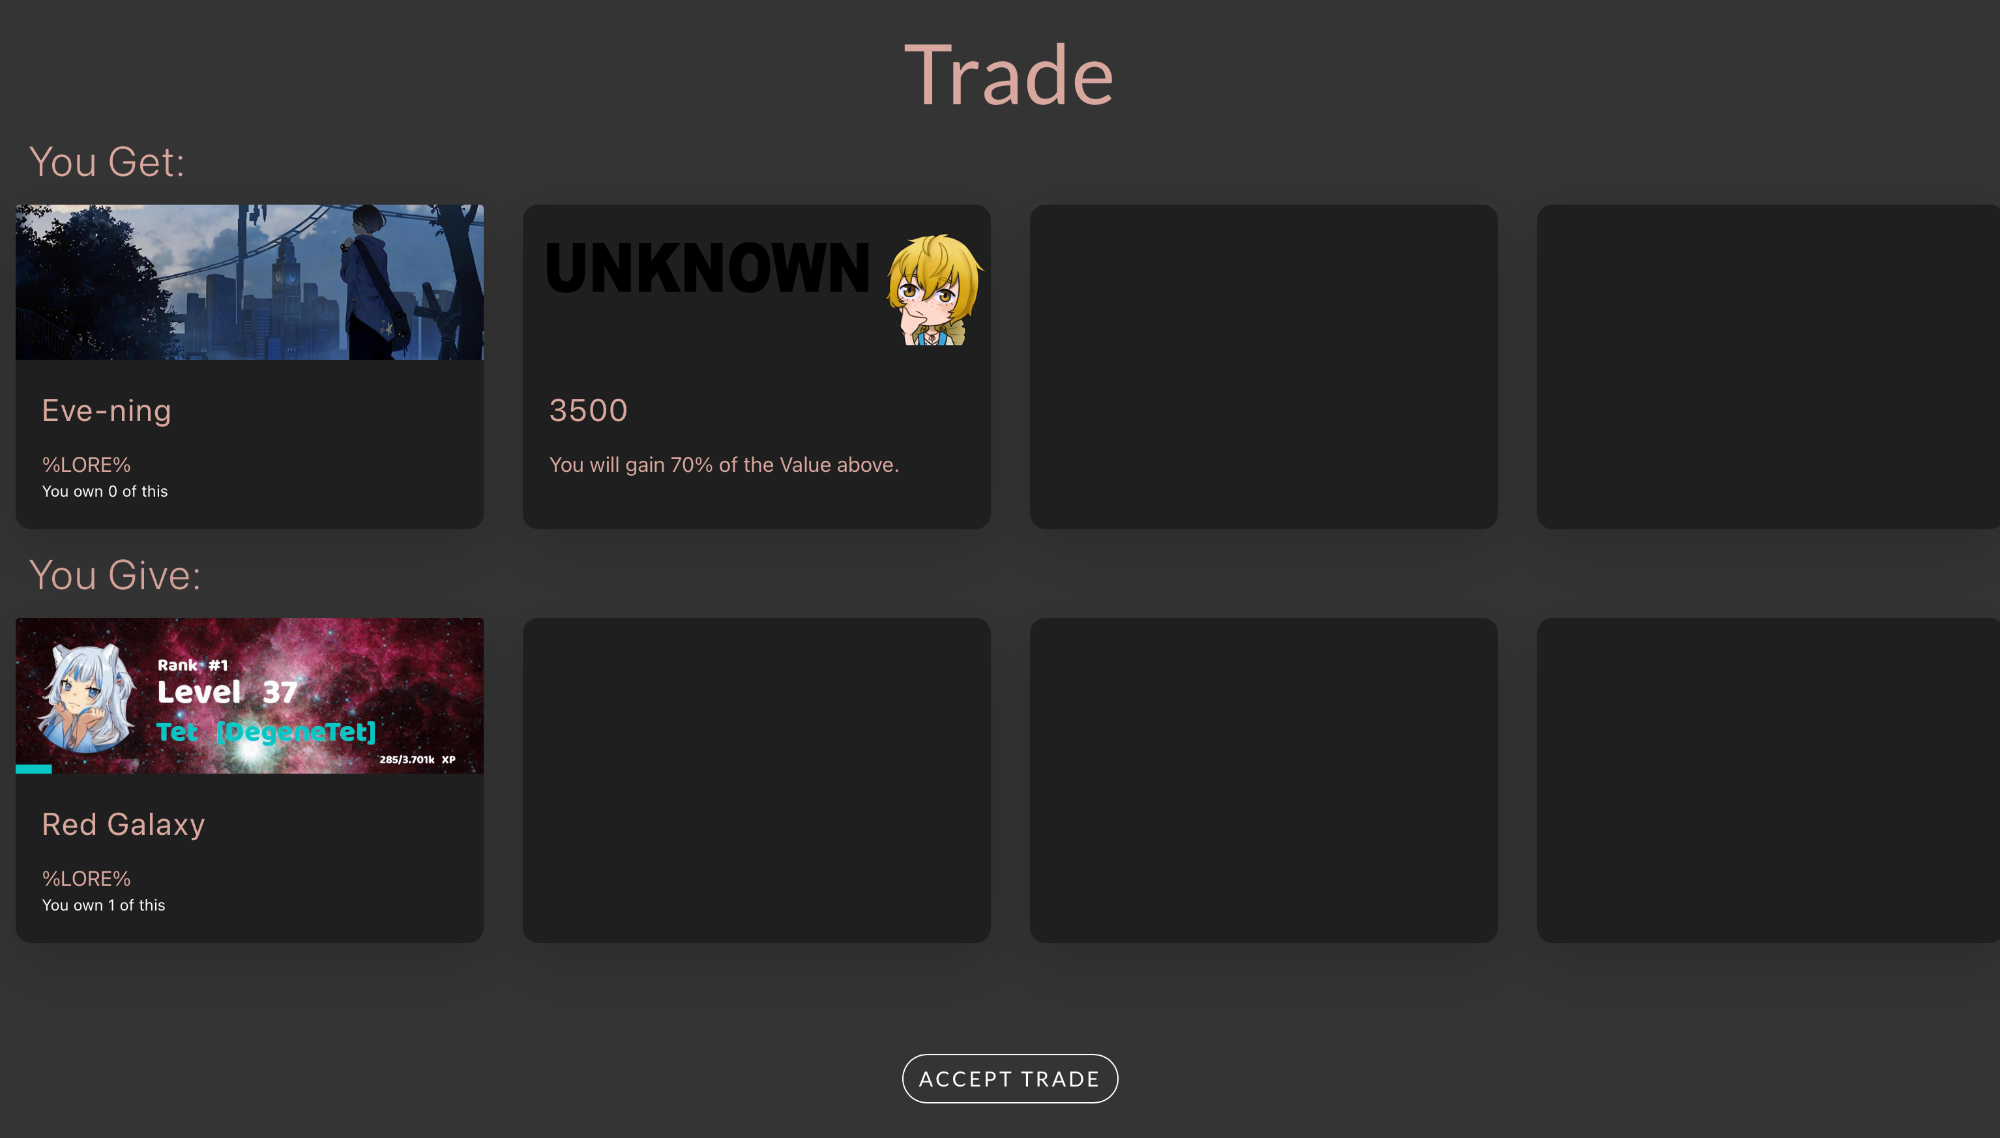 Trade
You Get:
UNKNOWN
Eve-ning
%LORE%
You own 0 of this
3500
You will gain 70% of the Value above.
You Give:
Rank #1
Level 37
Tet [DegeneTet]
285/3.701k XP
Red Galaxy
%LORE%
You own 1 of this
ACCEPT TRADE